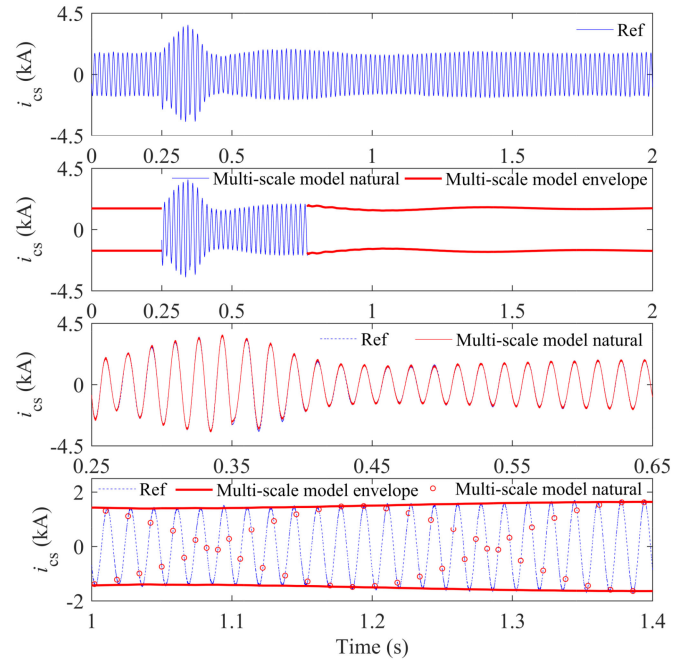 4.5
Ref
i_cs (kA)
0
-4.5
0 0.25 0.5 1 1.5 2
4.5
Multi-scale model natural Multi-scale model envelope
i_cs (kA)
0
-4.5
0 0.25 0.5 1 1.5 2
4.5
Ref Multi-scale model natural
i_cs (kA)
0
-4.5
0.25 0.35 0.45 0.55 0.65
2
Ref Multi-scale model envelope Multi-scale model natural
i_cs (kA)
0
-2
1 1.1 1.2 1.3 1.4
Time (s)